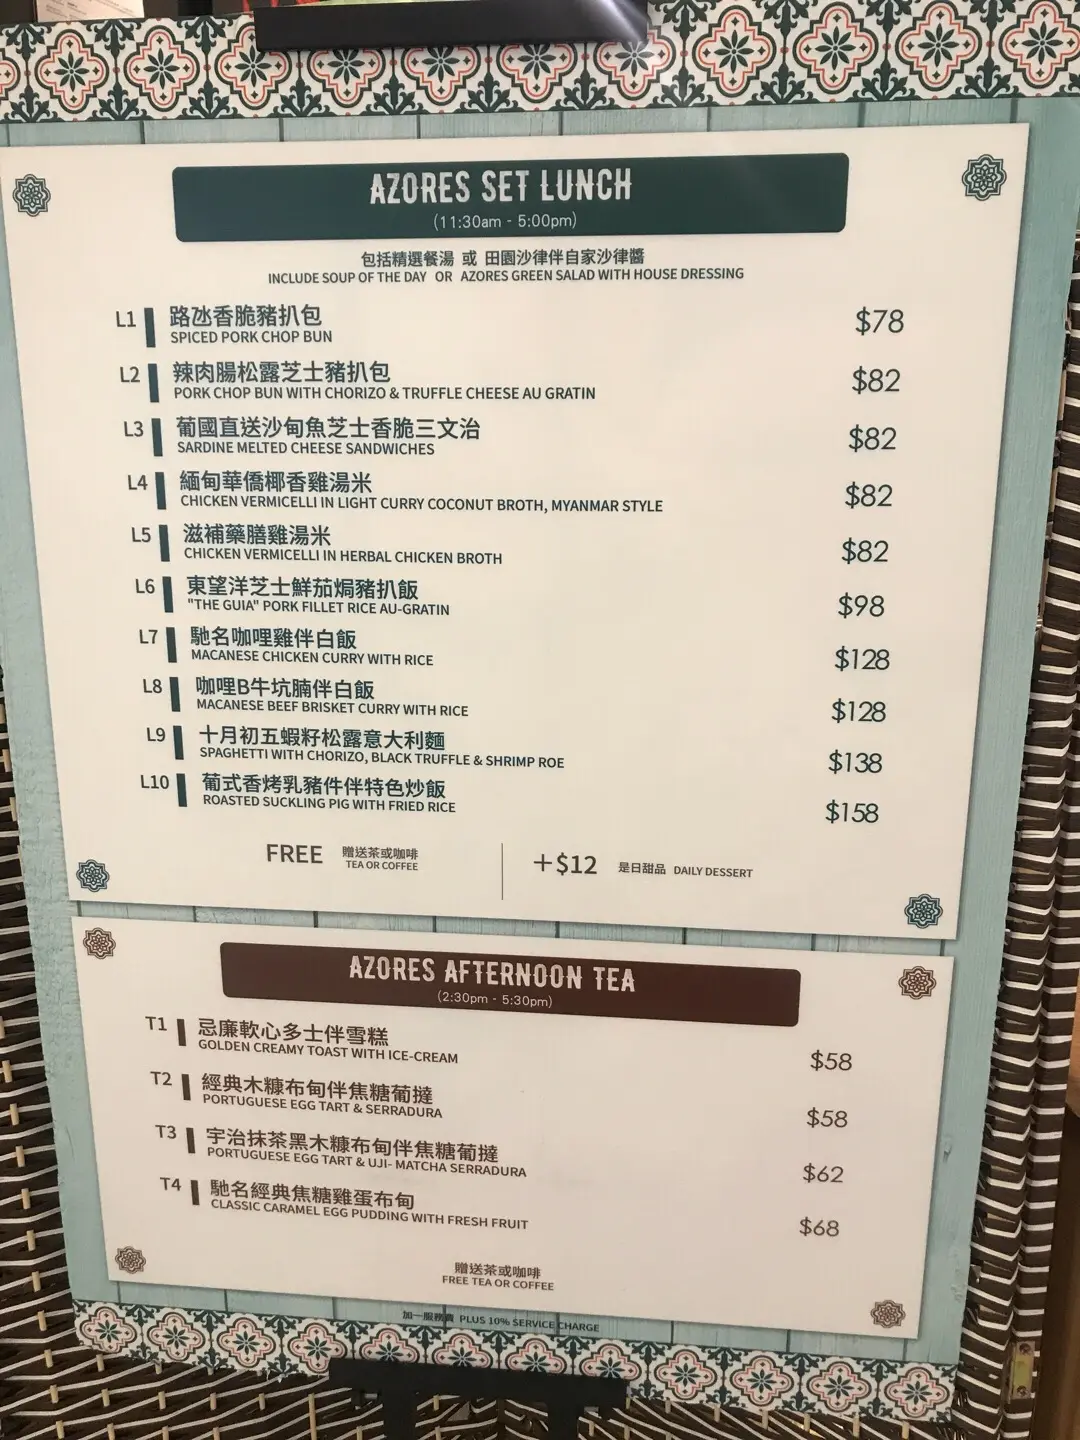 AZORES SET LUNCH
(11:30am - 5:00pm)
包括精選餐湯 或 田園沙律伴自家沙律醬
INCLUDE SOUP OF THE DAY OR AZORES GREEN SALAD WITH HOUSE DRESSING
L1 路氹香脆豬扒包 $78
SPICED PORK CHOP BUN
L2 辣肉腸松露芝士豬扒包 $82
PORK CHOP BUN WITH CHORIZO & TRUFFLE CHEESE AU GRATIN
L3 葡國直送沙甸魚芝士香脆三文治 $82
SARDINE MELTED CHEESE SANDWICHES
L4 緬甸華僑椰香雞湯米 $82
CHICKEN VERMICELLI IN LIGHT CURRY COCONUT BROTH, MYANMAR STYLE
L5 滋補藥膳雞湯米 $82
CHICKEN VERMICELLI IN HERBAL CHICKEN BROTH
L6 東望洋芝士鮮茄焗豬扒飯 $98
"THE GUIA" PORK FILLET RICE AU-GRATIN
L7 馳名咖哩雞伴白飯 $128
MACANESE CHICKEN CURRY WITH RICE
L8 咖哩B牛坑腩伴白飯 $128
MACANESE BEEF BRISKET CURRY WITH RICE
L9 十月初五蝦籽松露意大利麵 $138
SPAGHETTI WITH CHORIZO, BLACK TRUFFLE & SHRIMP ROE
L10 葡式香烤乳豬件伴特色炒飯 $158
ROASTED SUCKLING PIG WITH FRIED RICE
FREE 贈送茶或咖啡
TEA OR COFFEE
+$12 是日甜品 DAILY DESSERT
AZORES AFTERNOON TEA
(2:30pm - 5:30pm)
T1 忌廉軟心多士伴雪糕 $58
GOLDEN CREAMY TOAST WITH ICE-CREAM
T2 經典木糠布甸伴焦糖葡撻 $58
PORTUGUESE EGG TART & SERRADURA
T3 宇治抹茶黑木糠布甸伴焦糖葡撻 $62
PORTUGUESE EGG TART & UJI- MATCHA SERRADURA
T4 馳名經典焦糖雞蛋布甸 $68
CLASSIC CARAMEL EGG PUDDING WITH FRESH FRUIT
贈送茶或咖啡
FREE TEA OR COFFEE
加一服務費 PLUS 10% SERVICE CHARGE